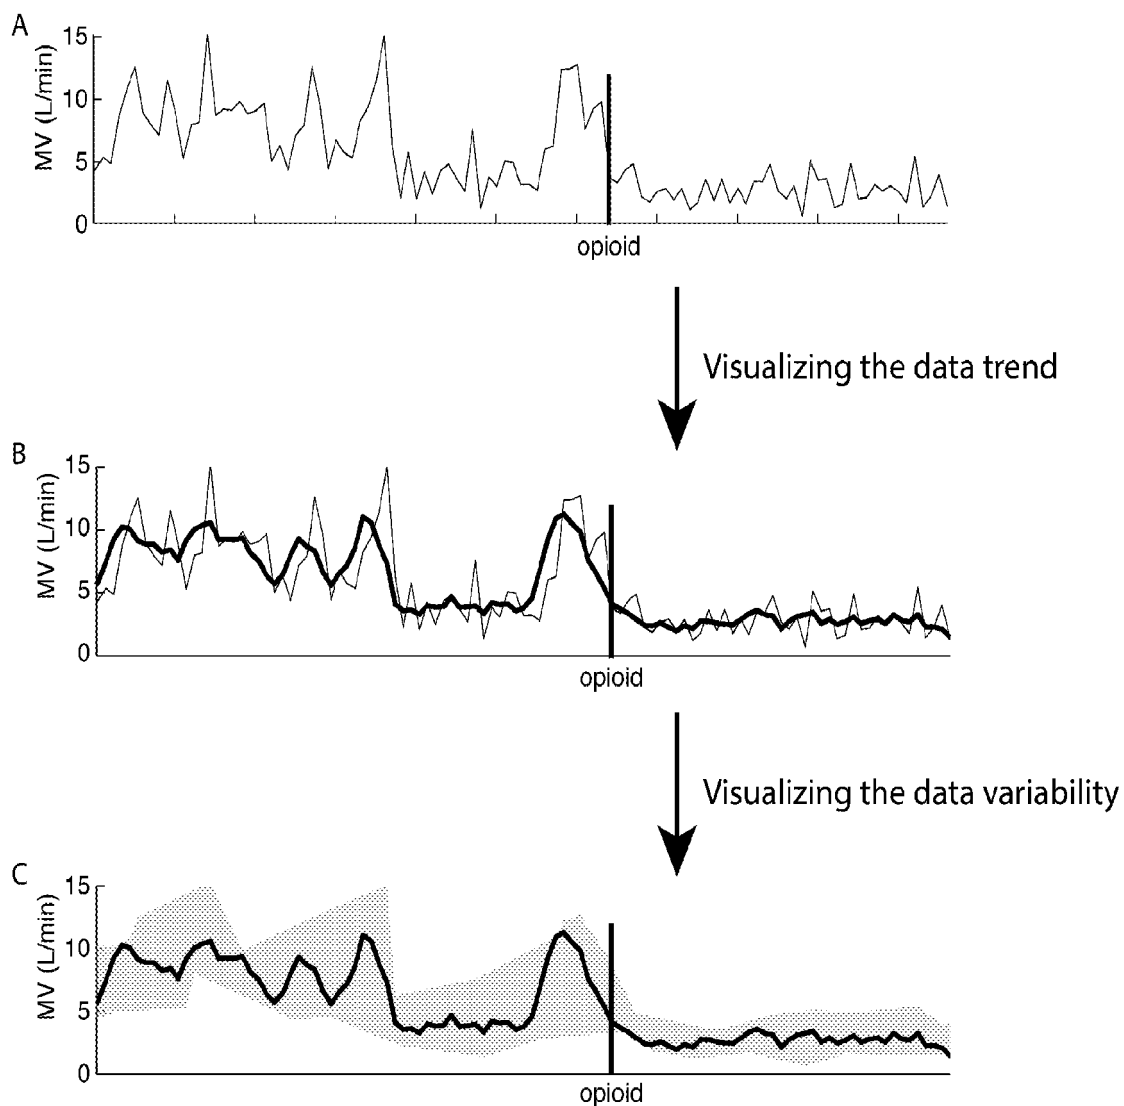 A
MV (L/min)
15
10
5
0
opioid
Visualizing the data trend
B
MV (L/min)
15
10
5
0
opioid
Visualizing the data variability
C
MV (L/min)
15
10
5
0
opioid